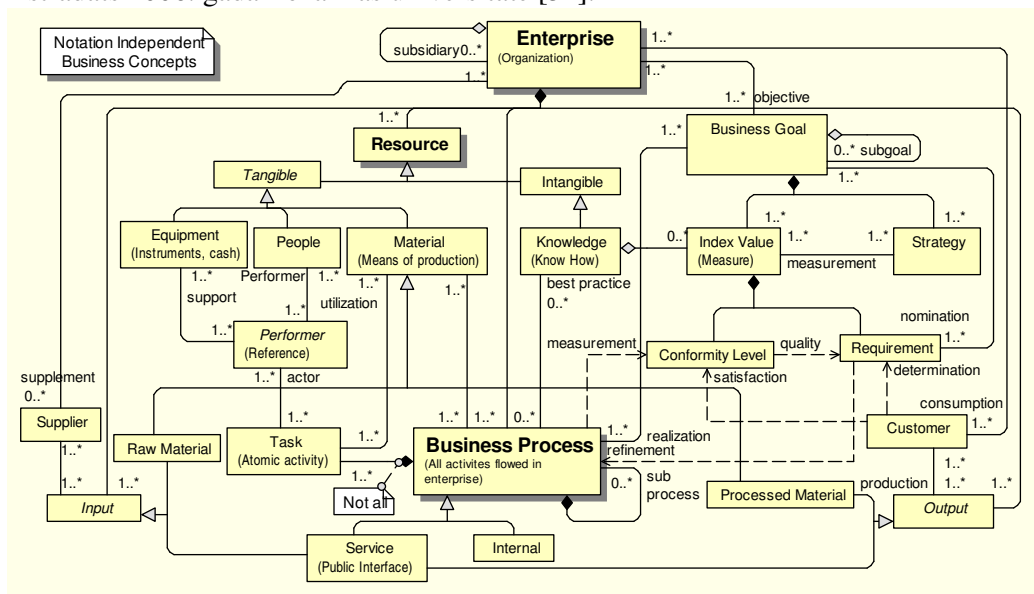 Notation Independent
Business Concepts
Enterprise
(Organization)
subsidiary 0..*
1..*
1..*
1..*
1..*
1..* objective
Business Goal
0..* subgoal
1..*
1..*
1..*
Resource
Tangible
Intangible
Equipment
(Instruments, cash)
People
Material
(Means of production)
Knowledge
(Know How)
0..*
Index Value
(Measure)
1..*
1..*
1..*
1..*
measurement
Strategy
1..*
Performer
1..*
support
utilization
1..*
1..*
best practice
0..*
1..*
1..*
Performer
(Reference)
nomination
1..*
measurement
Conformity Level
quality
Requirement
satisfaction
determination
1..* actor
supplement
0..*
Supplier
1..*
Raw Material
1..*
Task
(Atomic activity)
1..*
1..*
1..*
0..*
Business Process
(All activites flowed in
enterprise)
1..*
realization
refinement
consumption
Customer
1..*
1..*
Not all
0..*
sub
process
Processed Material
production
1..*
1..*
1..*
1..*
1..*
Input
Output
Service
(Public Interface)
Internal